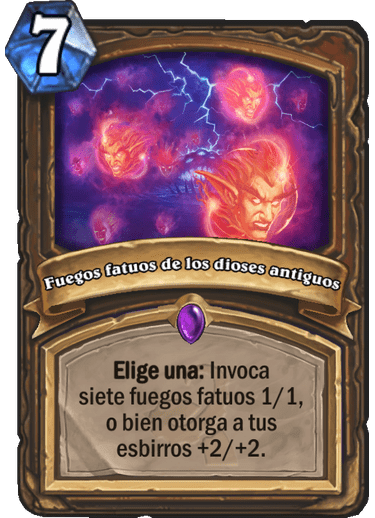 7
Fuegos fatuos de los dioses antiguos
Elige una: Invoca
siete fuegos fatuos 1/1,
o bien otorga a tus
esbirros +2/+2.